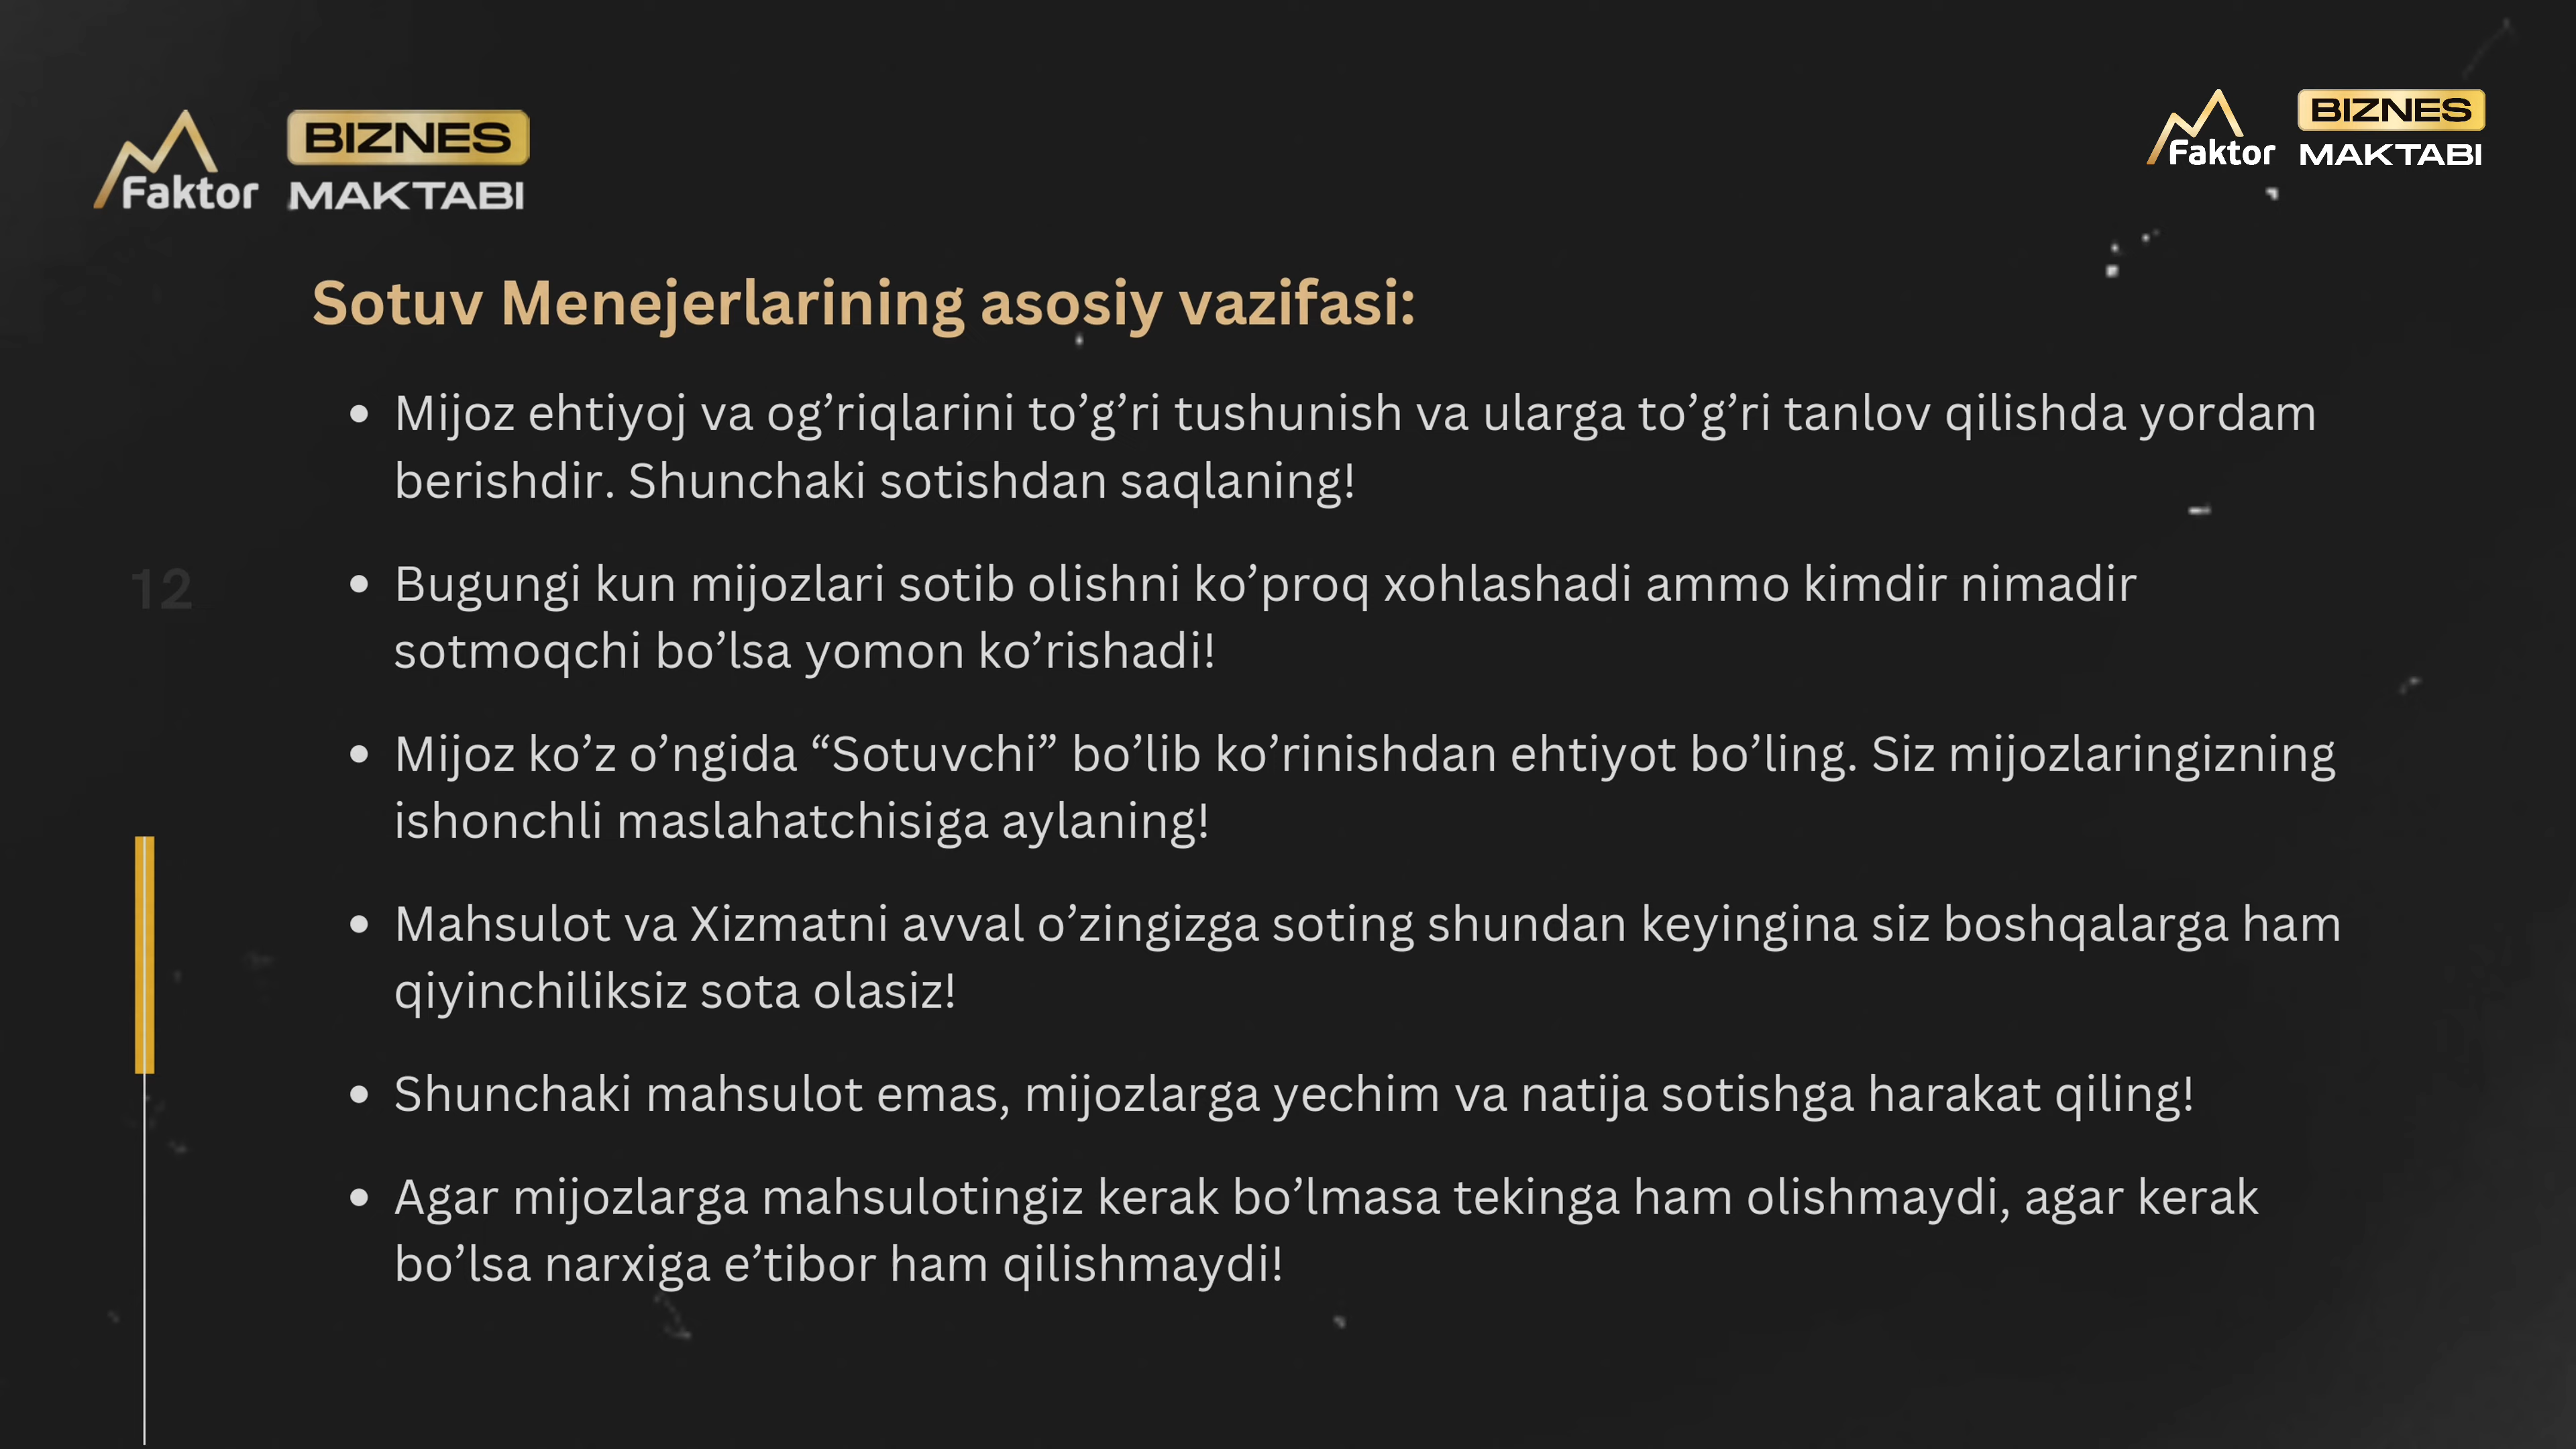 Faktor
BIZNES
MAKTABI
Faktor
BIZNES
MAKTABI
Sotuv Menejerlarining asosiy vazifasi:
• Mijoz ehtiyoj va og’riqlarini to’g’ri tushunish va ularga to’g’ri tanlov qilishda yordam
berishdir. Shunchaki sotishdan saqlaning!
12
• Bugungi kun mijozlari sotib olishni ko’proq xohlashadi ammo kimdir nimadir
sotmoqchi bo’lsa yomon ko’rishadi!
• Mijoz ko’z o’ngida “Sotuvchi” bo’lib ko’rinishdan ehtiyot bo’ling. Siz mijozlaringizning
ishonchli maslahatchisiga aylaning!
• Mahsulot va Xizmatni avval o’zingizga soting shundan keyingina siz boshqalarga ham
qiyinchiliksiz sota olasiz!
• Shunchaki mahsulot emas, mijozlarga yechim va natija sotishga harakat qiling!
• Agar mijozlarga mahsulotingiz kerak bo’lmasa tekinga ham olishmaydi, agar kerak
bo’lsa narxiga e’tibor ham qilishmaydi!